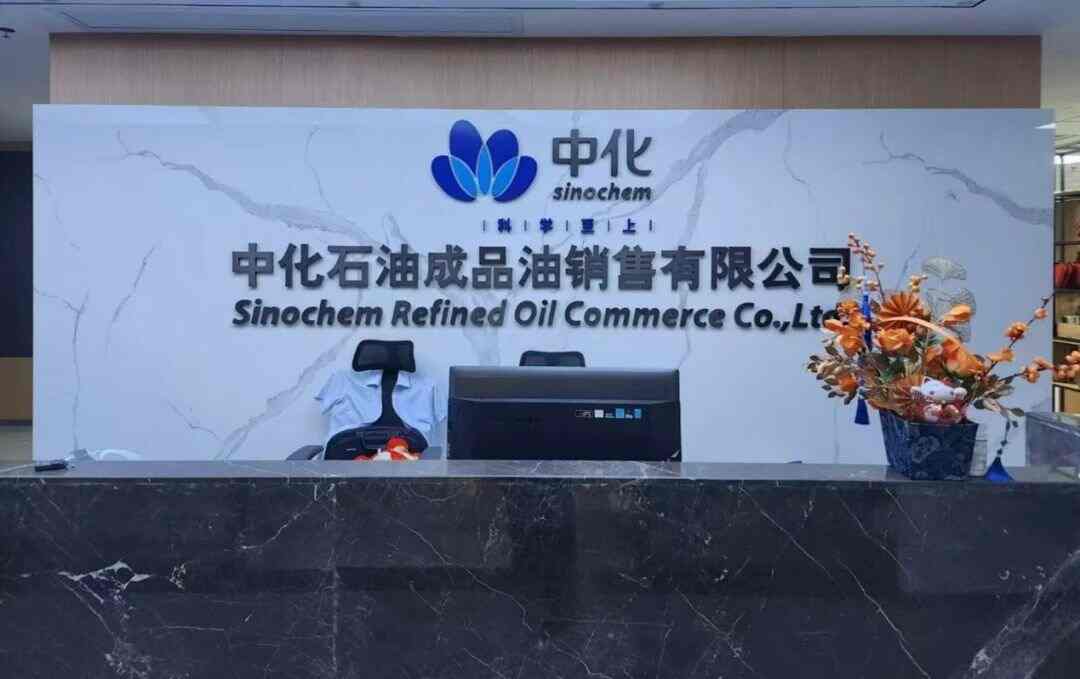 中化
sinochem
科学至上
中化石油成品油销售有限公司
Sinochem Refined Oil Commerce Co.,Lt